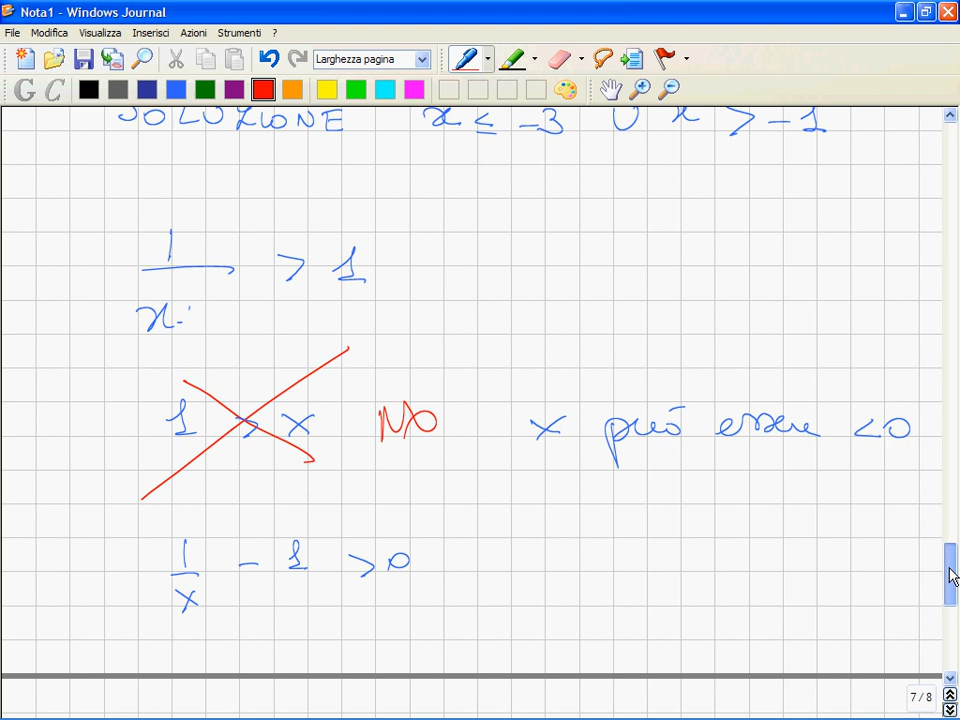 Nota1 - Windows Journal
File Modifica Visualizza Inserisci Azioni Strumenti ?
Larghezza pagina
G C
SOLUZIONE x ≤ -3 U x > -1
1
x > 1
1 > x NO x può essere <0
1
x - 1 > 0
7 / 8